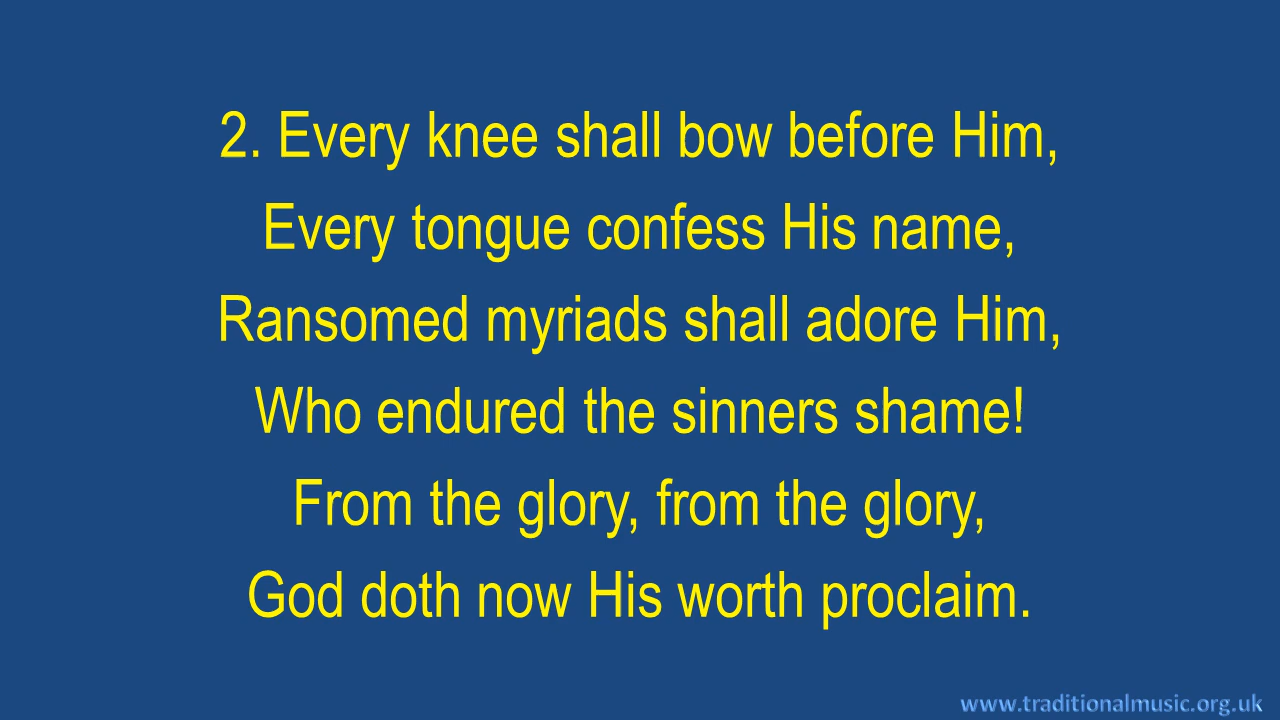 2. Every knee shall bow before Him,
Every tongue confess His name,
Ransomed myriads shall adore Him,
Who endured the sinners shame!
From the glory, from the glory,
God doth now His worth proclaim.
www.traditionalmusic.org.uk